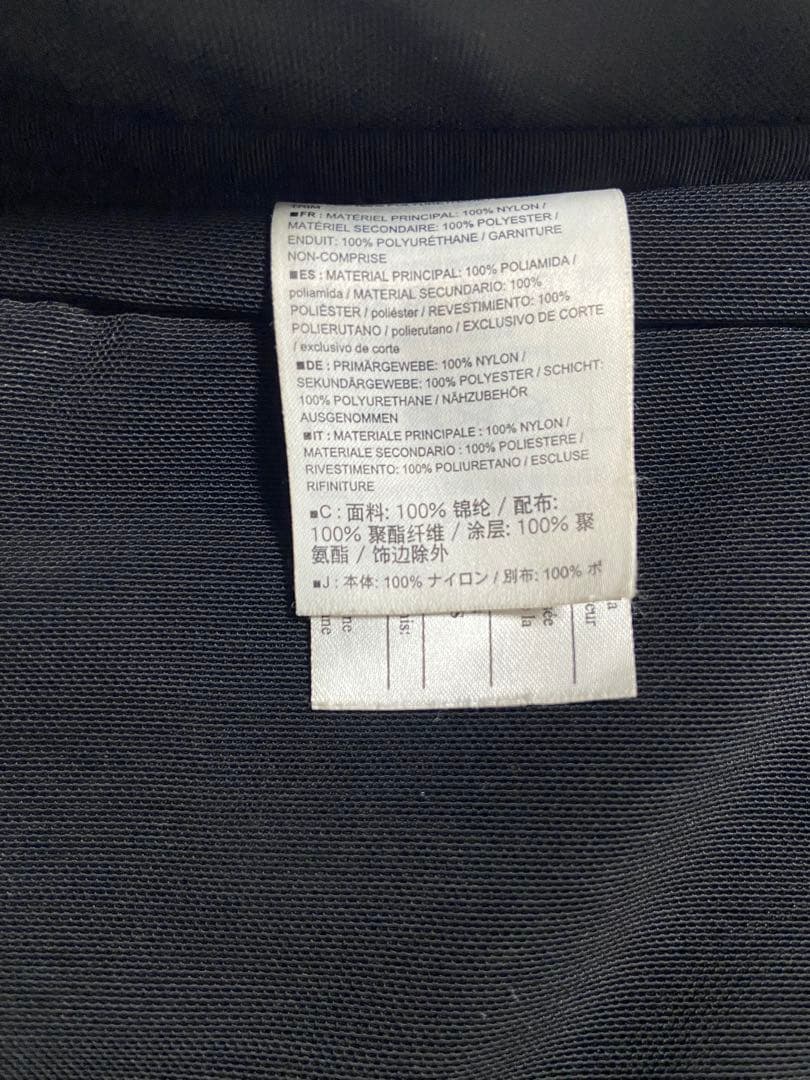 ■FR : MATÉRIEL PRINCIPAL: 100% NYLON /
MATÉRIEL SECONDAIRE: 100% POLYESTER /
ENDUIT: 100% POLYURÉTHANE / GARNITURE
NON-COMPRISE
■ES : MATERIAL PRINCIPAL: 100% POLIAMIDA /
poliamida / MATERIAL SECUNDARIO: 100%
POLIÉSTER / poliéster / REVESTIMIENTO: 100%
POLIERUTANO / polierutano / EXCLUSIVO DE CORTE
/ exclusivo de corte
■DE : PRIMÄRGEWEBE: 100% NYLON /
SEKUNDÄRGEWEBE: 100% POLYESTER / SCHICHT:
100% POLYURETHANE / NÄHZUBEHÖR
AUSGENOMMEN
■IT : MATERIALE PRINCIPALE : 100% NYLON /
MATERIALE SECONDARIO : 100% POLIESTERE /
RIVESTIMENTO: 100% POLIURETANO / ESCLUSE
RIFINITURE
■C : 面料: 100% 锦纶 / 配布:
100% 聚酯纤维 / 涂层: 100% 聚
氨酯 / 饰边除外
■J : 本体: 100% ナイロン / 別布: 100% ポ